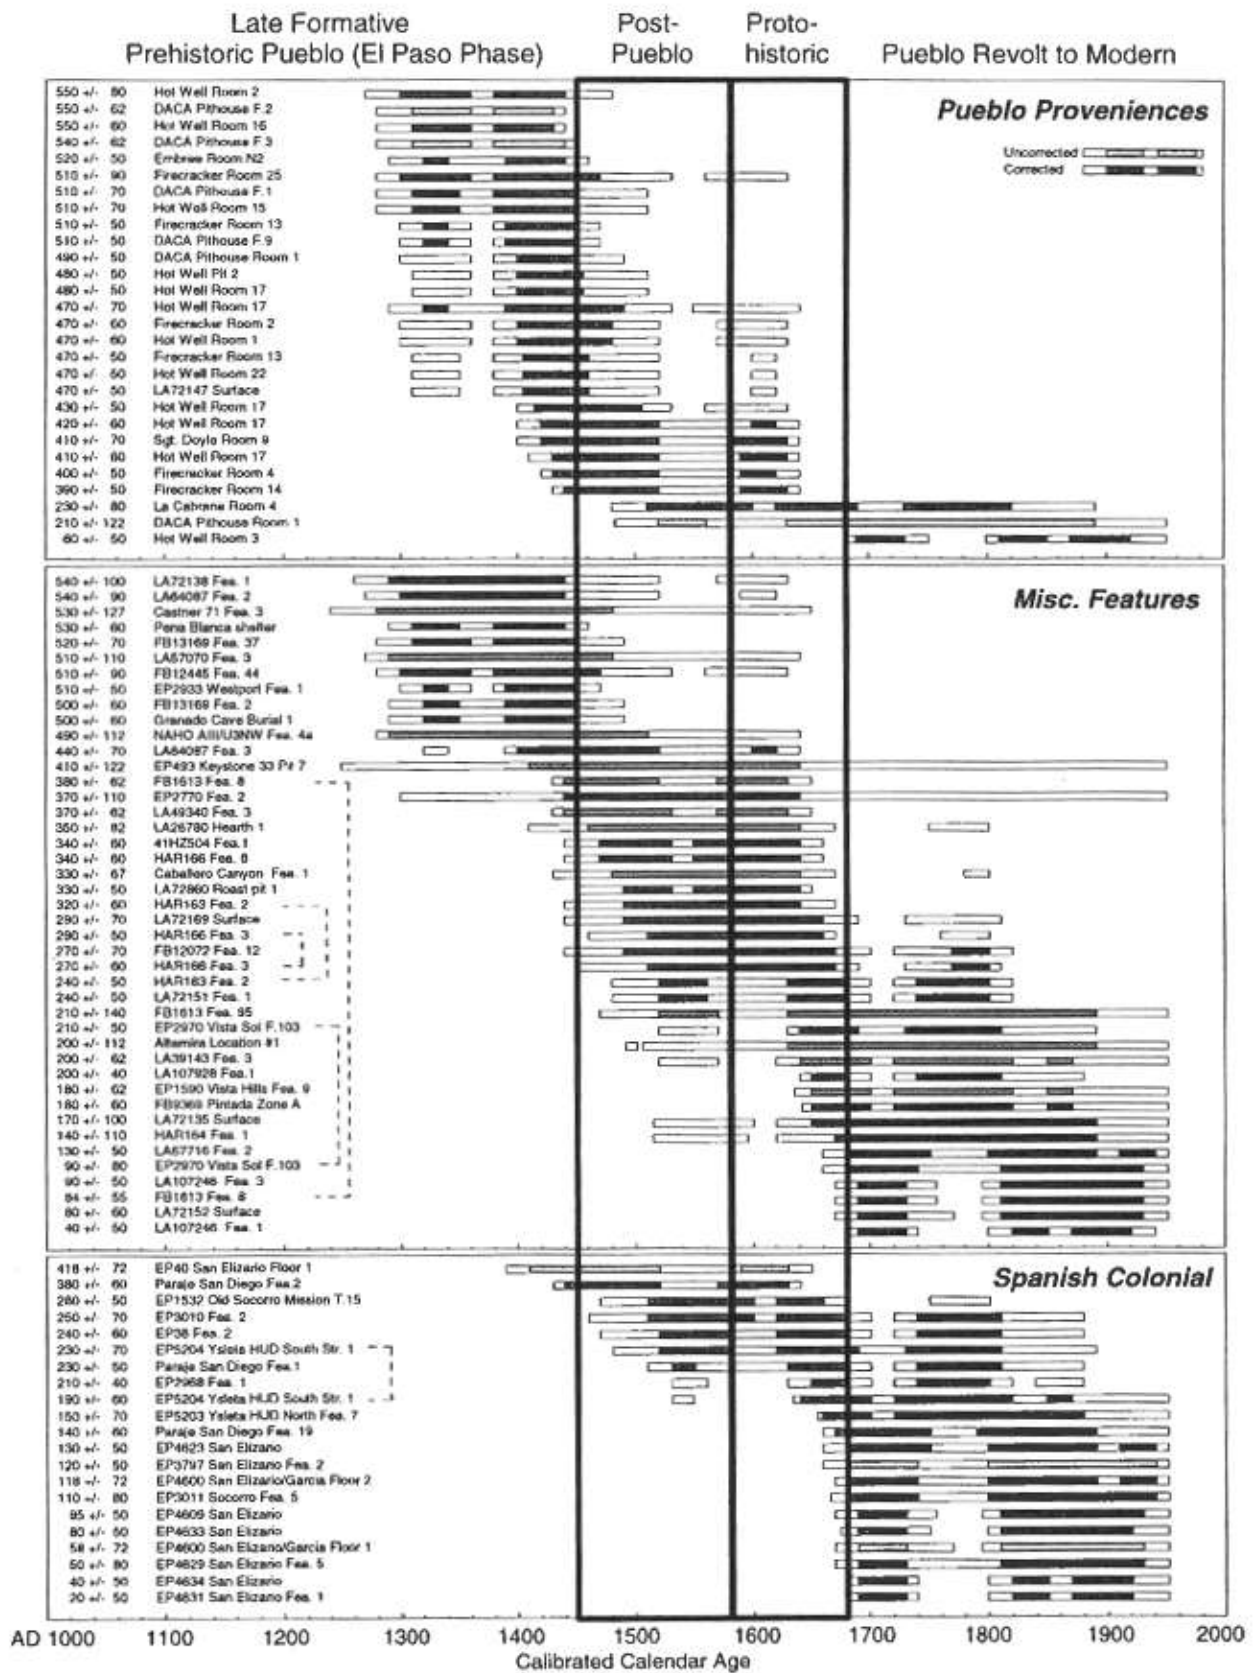 Late Formative
Prehistoric Pueblo (El Paso Phase)
Post-
Pueblo
Proto-
historic
Pueblo Revolt to Modern
Pueblo Proveniences
Uncorrected
Corrected
550 +/- 80 Hot Well Room 2
550 +/- 62 DACA Pithouse F.2
550 +/- 60 Hot Well Room 16
540 +/- 62 DACA Pithouse F.3
520 +/- 50 Embree Room N2
510 +/- 90 Firecracker Room 25
510 +/- 70 DACA Pithouse F.1
510 +/- 70 Hot Well Room 15
510 +/- 50 Firecracker Room 13
510 +/- 50 DACA Pithouse F.9
490 +/- 50 DACA Pithouse Room 1
480 +/- 50 Hot Well Pit 2
480 +/- 50 Hot Well Room 17
470 +/- 70 Hot Well Room 17
470 +/- 60 Firecracker Room 2
470 +/- 60 Hot Well Room 1
470 +/- 50 Firecracker Room 13
470 +/- 50 Hot Well Room 22
470 +/- 50 LA72147 Surface
430 +/- 50 Hot Well Room 17
420 +/- 60 Hot Well Room 17
410 +/- 70 Sgt. Doyle Room 9
410 +/- 60 Hot Well Room 17
400 +/- 50 Firecracker Room 4
390 +/- 50 Firecracker Room 14
230 +/- 80 La Cabrana Room 4
210 +/- 122 DACA Pithouse Room 1
60 +/- 50 Hot Well Room 3
Misc. Features
540 +/- 100 LA72138 Fea. 1
540 +/- 90 LA64087 Fea. 2
530 +/- 127 Castner 71 Fea. 3
530 +/- 60 Pena Blanca shelter
520 +/- 70 FB13169 Fea. 37
510 +/- 110 LA57070 Fea. 3
510 +/- 90 FB12445 Fea. 44
510 +/- 50 EP2933 Westport Fea. 1
500 +/- 60 FB13169 Fea. 2
500 +/- 60 Granado Cave Burial 1
490 +/- 112 NAHO AIII/U3NW Fea. 4a
440 +/- 70 LA64087 Fea. 3
410 +/- 122 EP493 Keystone 33 Pit 7
380 +/- 62 FB1613 Fea. 8
370 +/- 110 EP2770 Fea. 2
370 +/- 62 LA49340 Fea. 3
350 +/- 82 LA26780 Hearth 1
340 +/- 60 41HZ504 Fea.1
340 +/- 60 HAR166 Fea. 8
330 +/- 67 Caballero Canyon Fea. 1
330 +/- 50 LA72860 Roast pit 1
320 +/- 60 HAR163 Fea. 2
290 +/- 70 LA72169 Surface
290 +/- 50 HAR166 Fea. 3
270 +/- 70 FB12072 Fea. 12
270 +/- 60 HAR166 Fea. 3
240 +/- 50 HAR163 Fea. 2
240 +/- 50 LA72151 Fea. 1
210 +/- 140 FB1613 Fea. 95
210 +/- 50 EP2970 Vista Sol F.103
200 +/- 112 Altamira Location #1
200 +/- 62 LA39143 Fea. 3
200 +/- 40 LA107928 Fea.1
180 +/- 62 EP1590 Vista Hills Fea. 9
180 +/- 60 FB9369 Pintada Zone A
170 +/- 100 LA72135 Surface
140 +/- 110 HAR164 Fea. 1
130 +/- 50 LA67716 Fea. 2
90 +/- 80 EP2970 Vista Sol F.103
90 +/- 50 LA107246 Fea. 3
84 +/- 55 FB1613 Fea. 8
80 +/- 60 LA72152 Surface
40 +/- 50 LA107246 Fea. 1
Spanish Colonial
418 +/- 72 EP40 San Elizario Floor 1
380 +/- 60 Paraje San Diego Fea.2
280 +/- 50 EP1532 Old Socorro Mission T.15
250 +/- 70 EP3010 Fea. 2
240 +/- 60 EP38 Fea. 2
230 +/- 70 EP5204 Ysleta HUD South Str. 1
230 +/- 50 Paraje San Diego Fea.1
210 +/- 40 EP2968 Fea. 1
190 +/- 60 EP5204 Ysleta HUD South Str. 1
150 +/- 70 EP5203 Ysleta HUD North Fea. 7
140 +/- 60 Paraje San Diego Fea. 19
130 +/- 50 EP4623 San Elizario
120 +/- 50 EP3797 San Elizario Fea. 2
118 +/- 72 EP4600 San Elizario/Garcia Floor 2
110 +/- 80 EP3011 Socorro Fea. 5
95 +/- 50 EP4609 San Elizario
80 +/- 50 EP4633 San Elizario
58 +/- 72 EP4600 San Elizario/Garcia Floor 1
50 +/- 80 EP4629 San Elizario Fea. 5
40 +/- 50 EP4634 San Elizario
20 +/- 50 EP4631 San Elizario Fea. 1
AD 1000 1100 1200 1300 1400 1500 1600 1700 1800 1900 2000
Calibrated Calendar Age